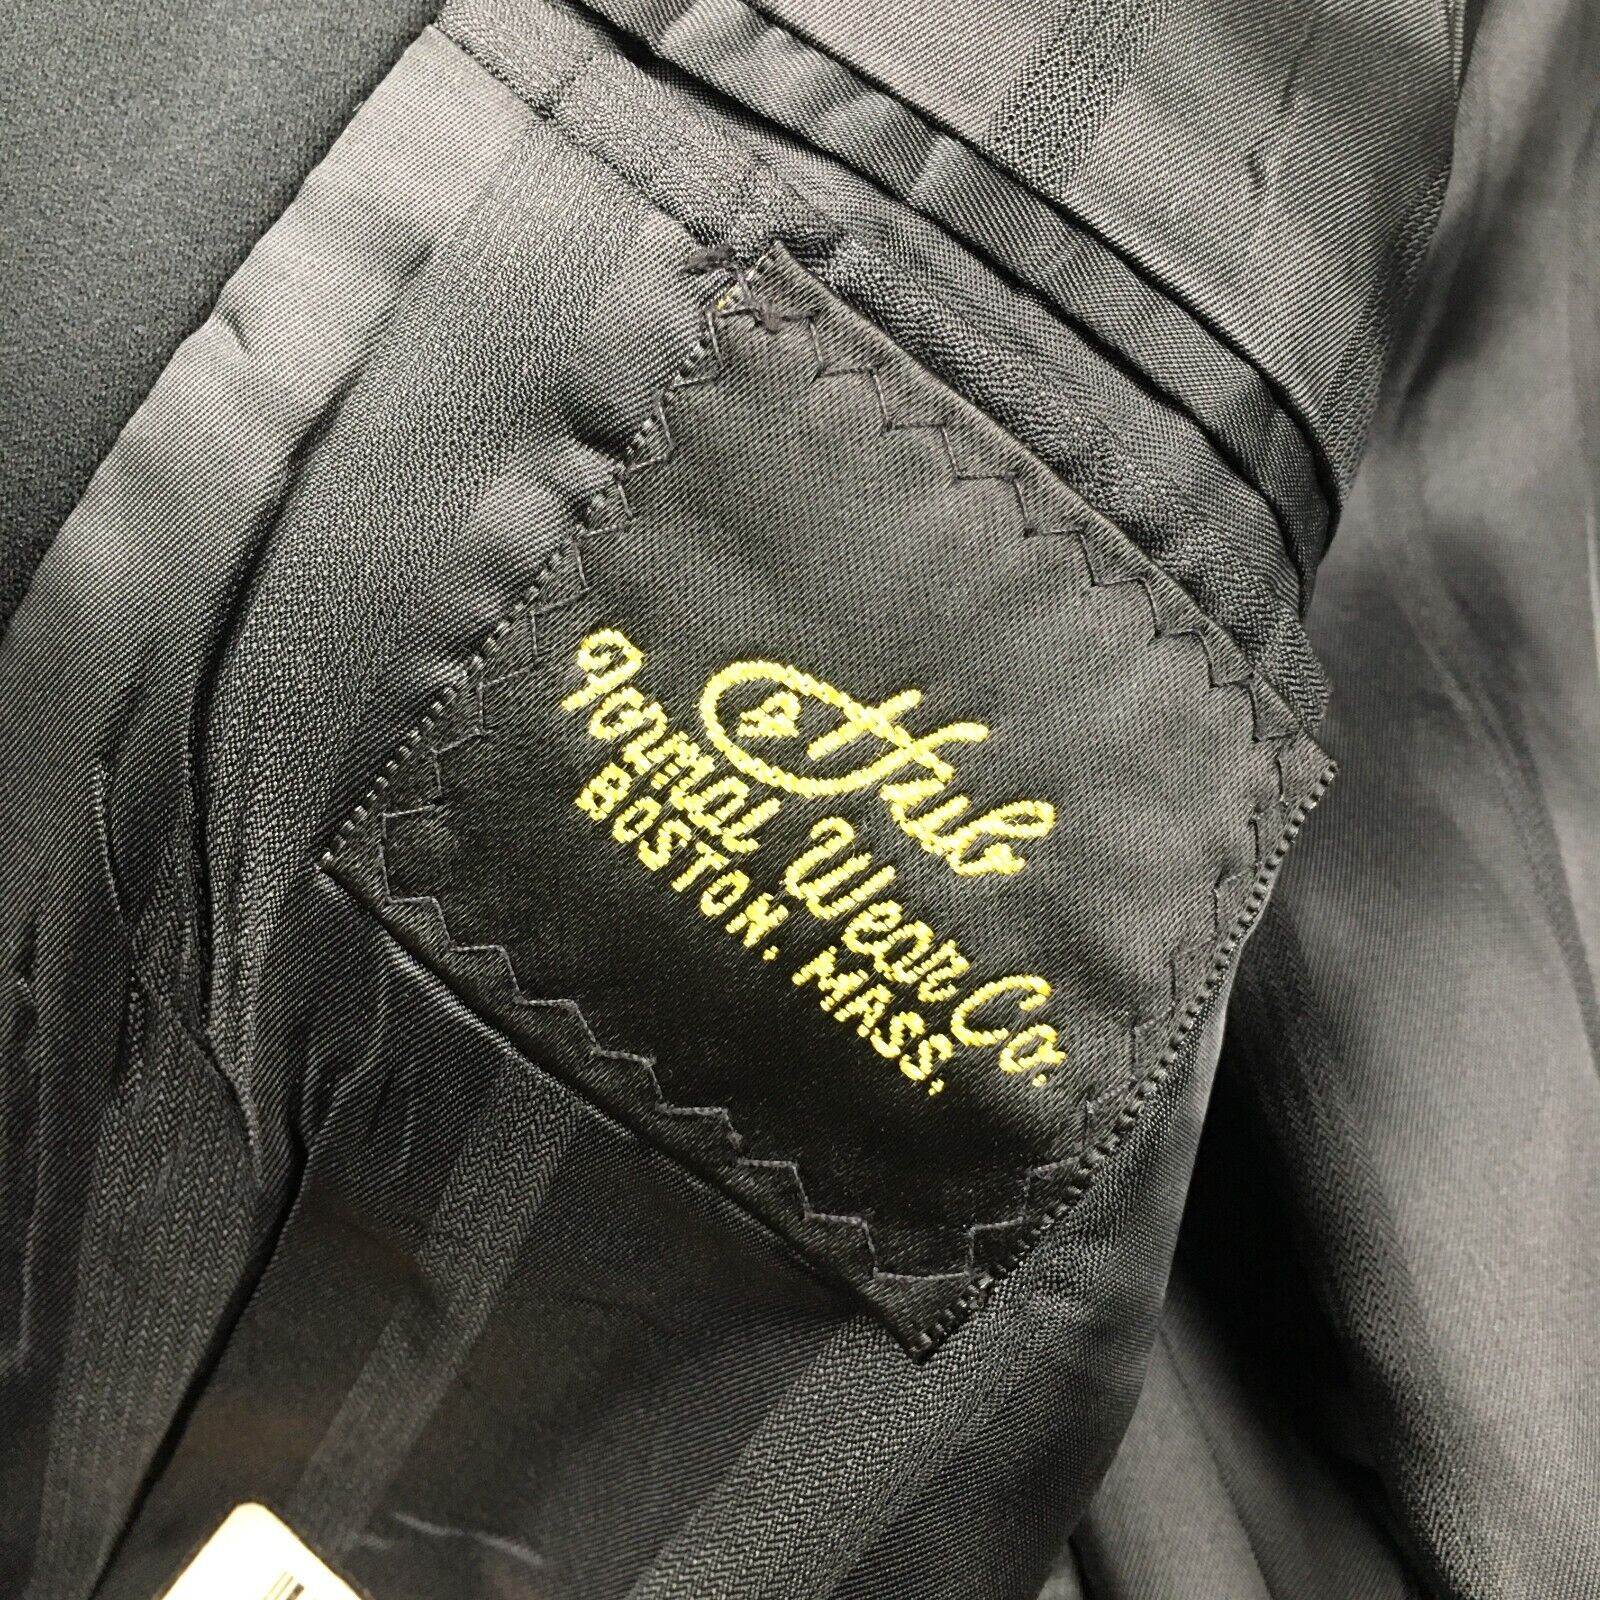 Hub
Formal Wear Co.
BOSTON, MASS.